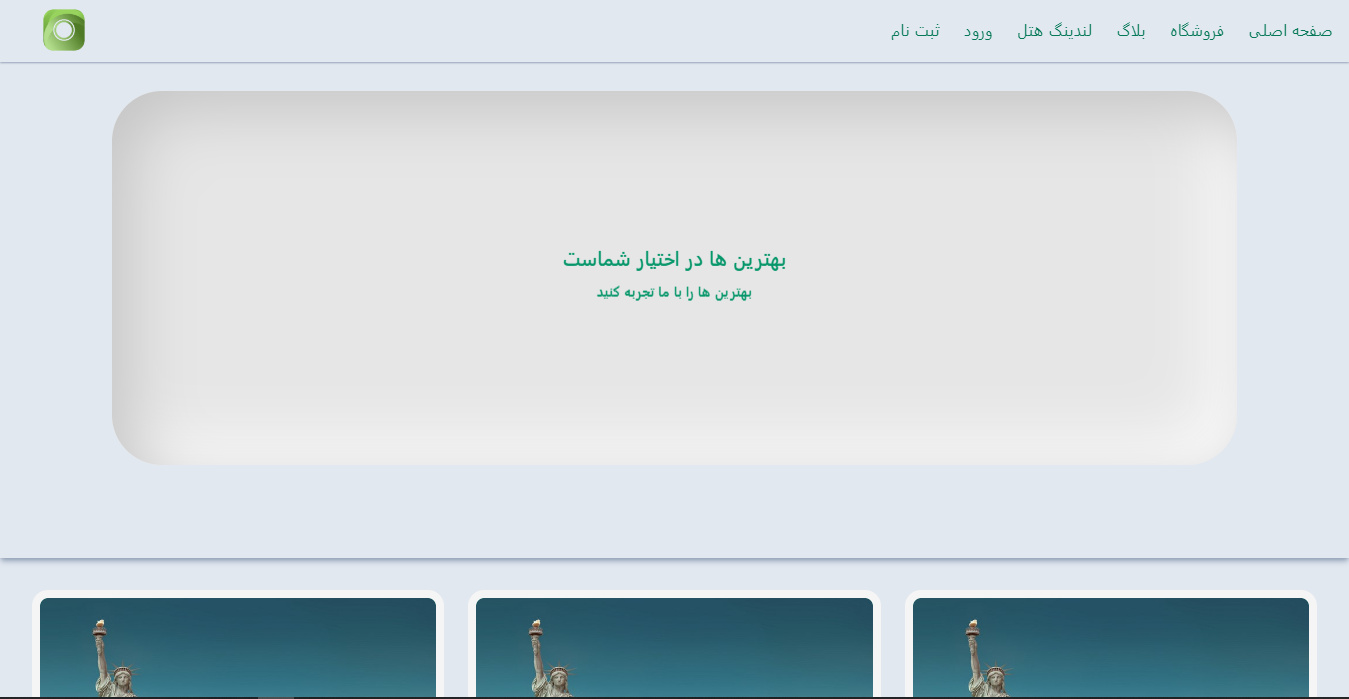 صفحه اصلی فروشگاه بلاگ لندینگ هتل ورود ثبت نام
بهترین ها در اختیار شماست
بهترین ها را با ما تجربه کنید